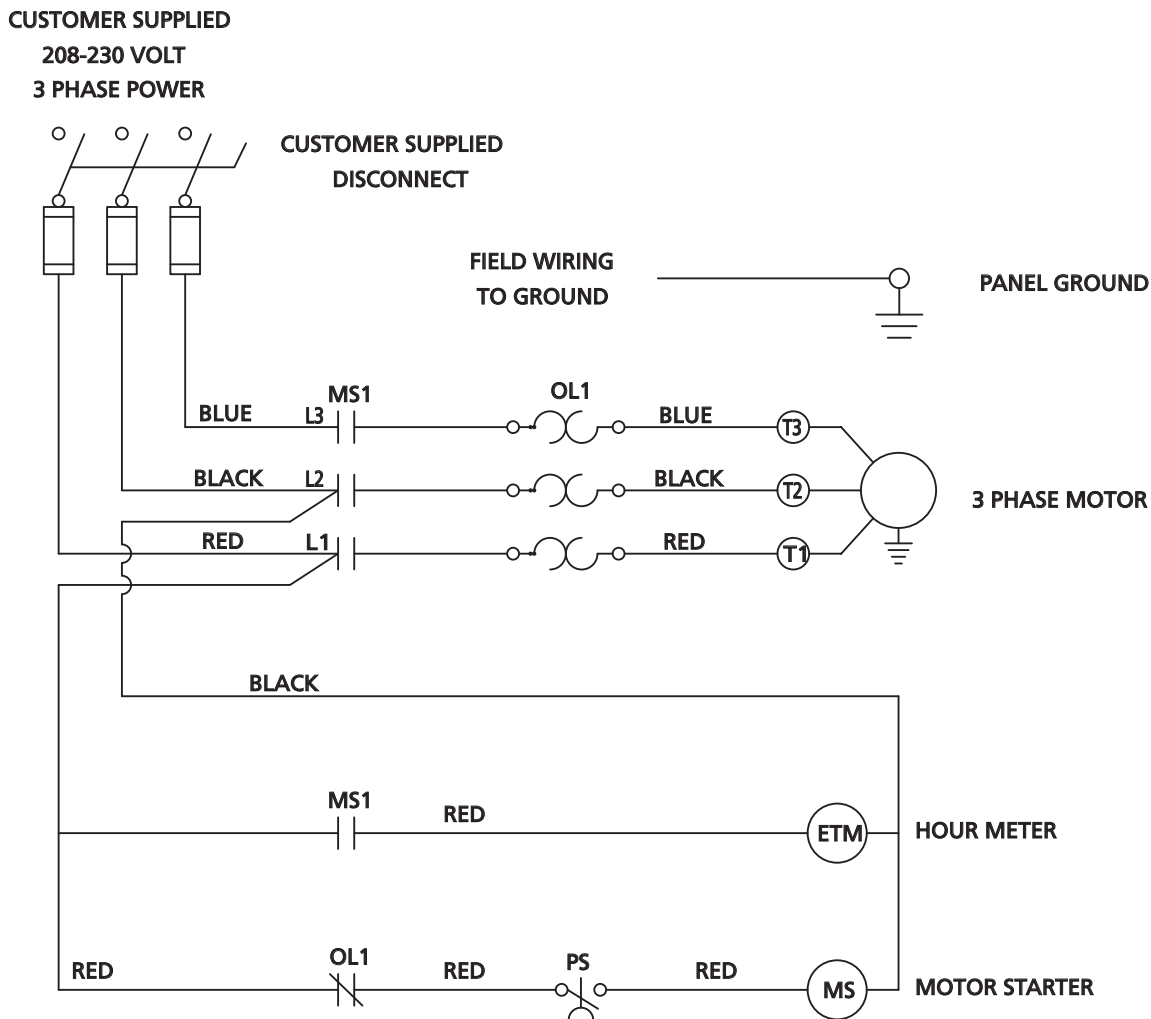 CUSTOMER SUPPLIED
208-230 VOLT
3 PHASE POWER
CUSTOMER SUPPLIED
DISCONNECT
FIELD WIRING
TO GROUND
PANEL GROUND
MS1
OL1
BLUE
L3
BLUE
T3
BLACK
L2
BLACK
T2
3 PHASE MOTOR
RED
L1
RED
T1
BLACK
MS1
RED
ETM
HOUR METER
RED
OL1
RED
PS
RED
MS
MOTOR STARTER